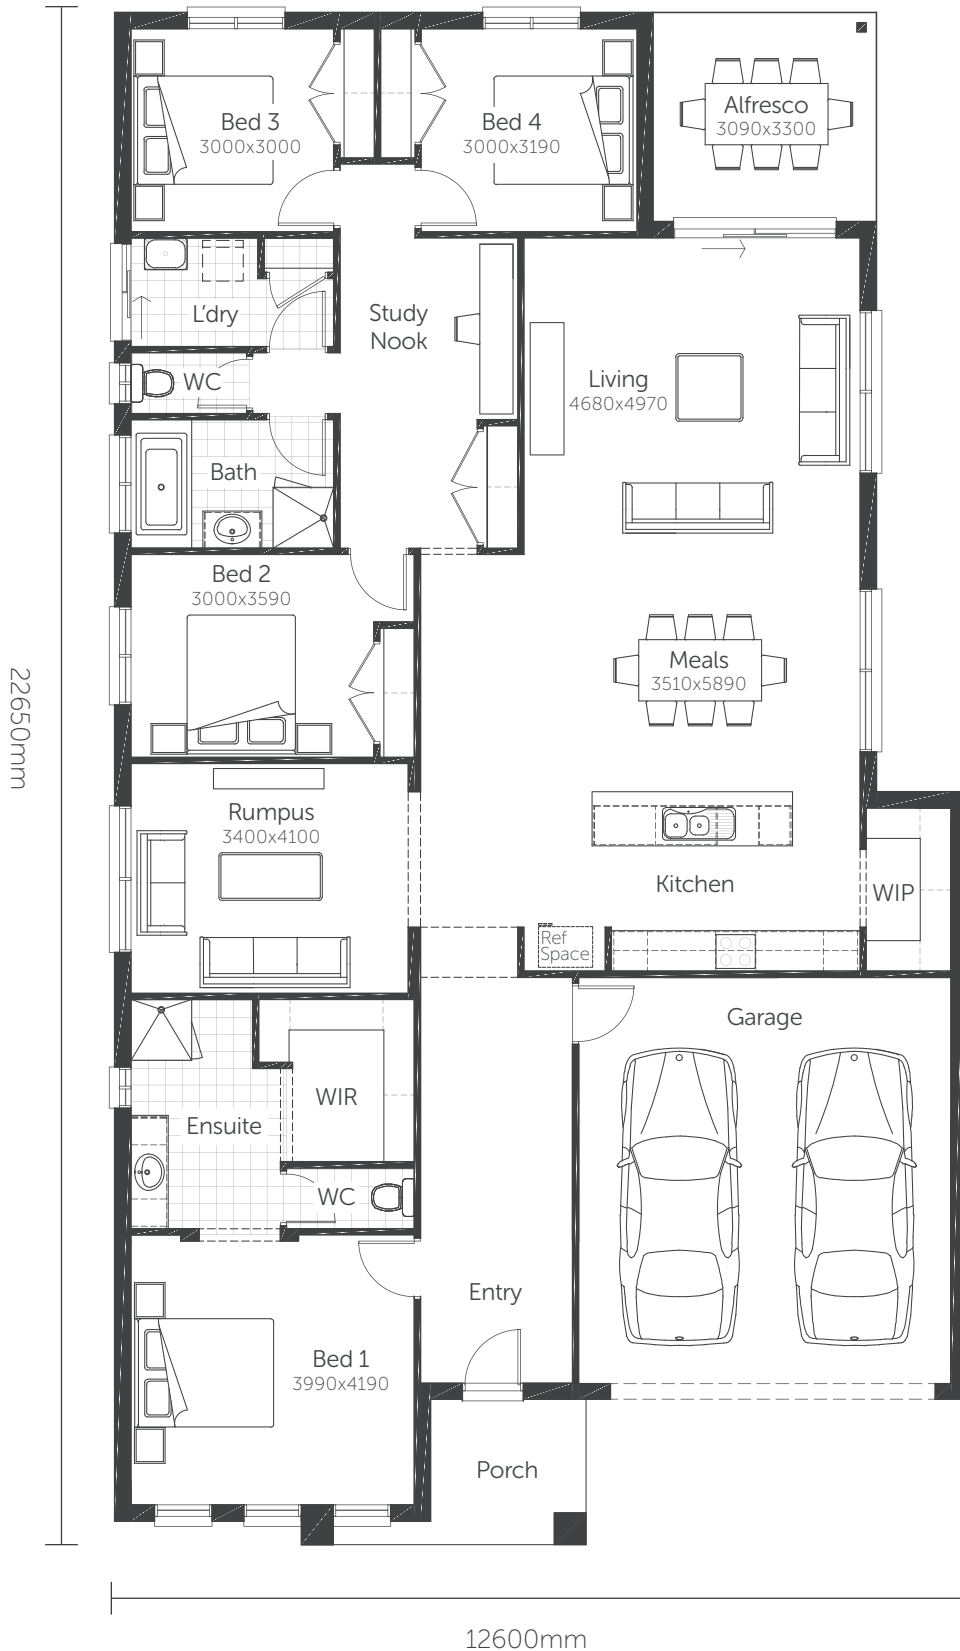 Bed 3
3000x3000
Bed 4
3000x3190
Alfresco
3090x3300
L'dry
Study
Nook
WC
Living
4680x4970
Bath
Bed 2
3000x3590
Meals
3510x5890
22650mm
Rumpus
3400x4100
Kitchen
WIP
Ref
Space
Garage
WIR
Ensuite
WC
Entry
Bed 1
3990x4190
Porch
12600mm